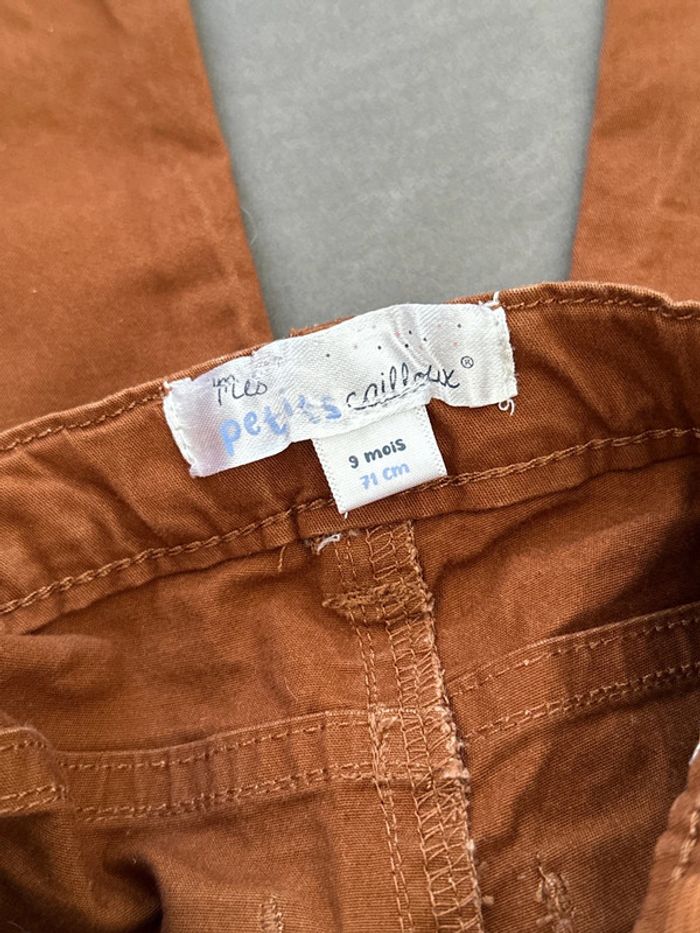 mes
petits cailloux®
9 mois
71 cm